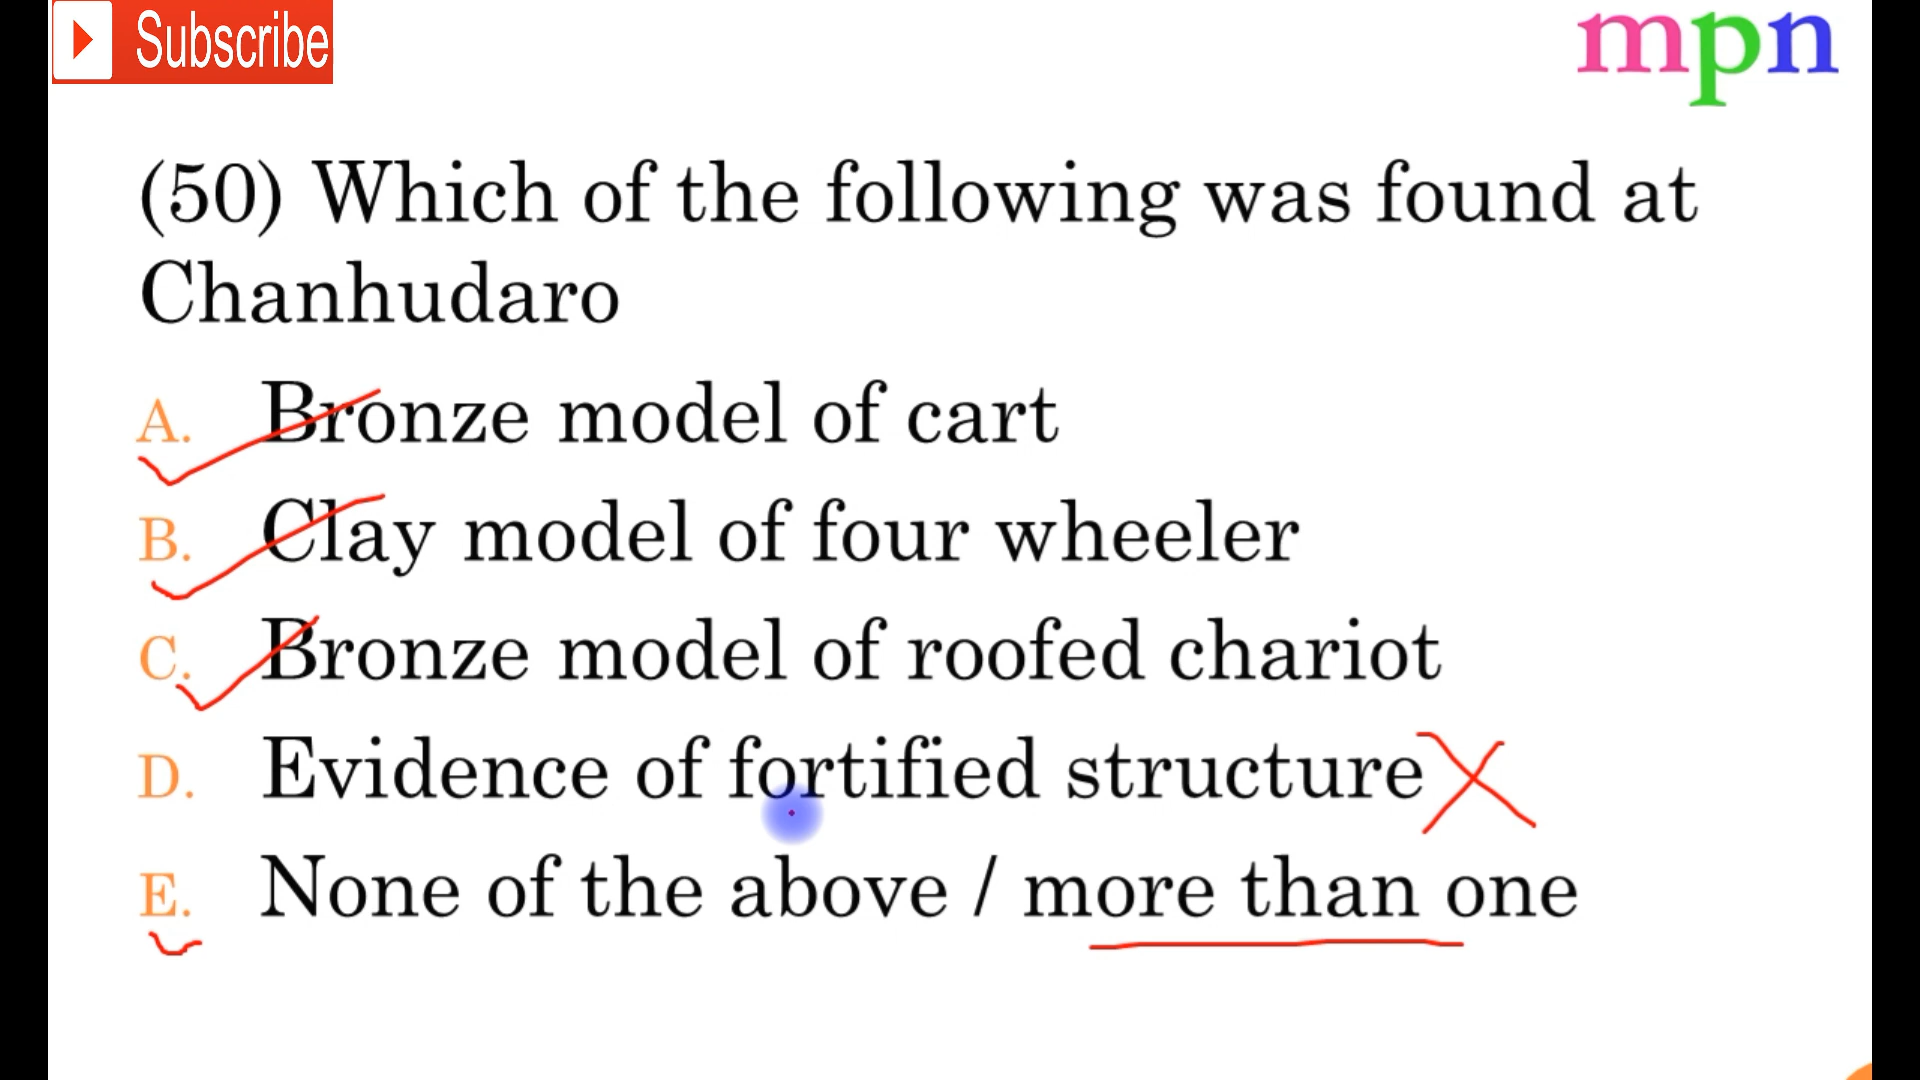 Subscribe
mpn
(50) Which of the following was found at
Chanhudaro
A. Bronze model of cart
B. Clay model of four wheeler
C. Bronze model of roofed chariot
D. Evidence of fortified structure
E. None of the above / more than one